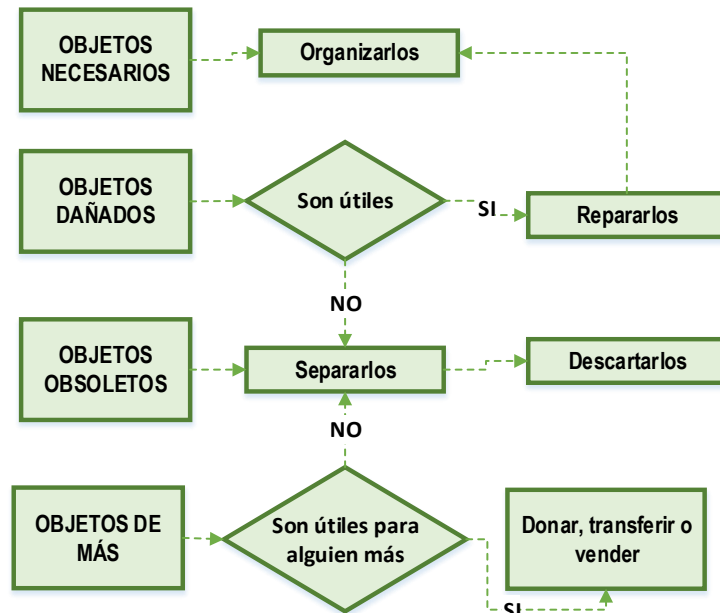 OBJETOS
NECESARIOS
Organizarlos
OBJETOS
DAÑADOS
Son útiles
SI
Repararlos
NO
OBJETOS
OBSOLETOS
Separarlos
Descartarlos
NO
OBJETOS DE
MÁS
Son útiles para
alguien más
Donar, transferir o
vender
SI